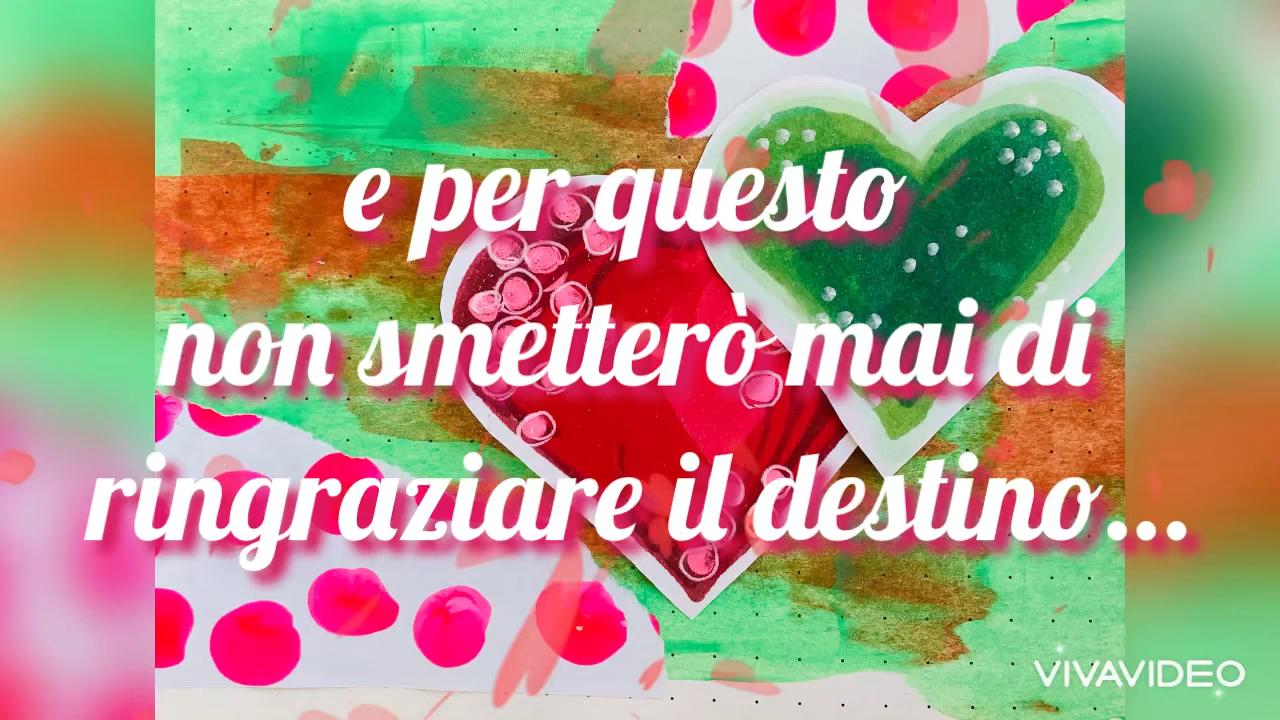 e per questo
non smetterò mai di
ringraziare il destino...
VIVAVIDEO